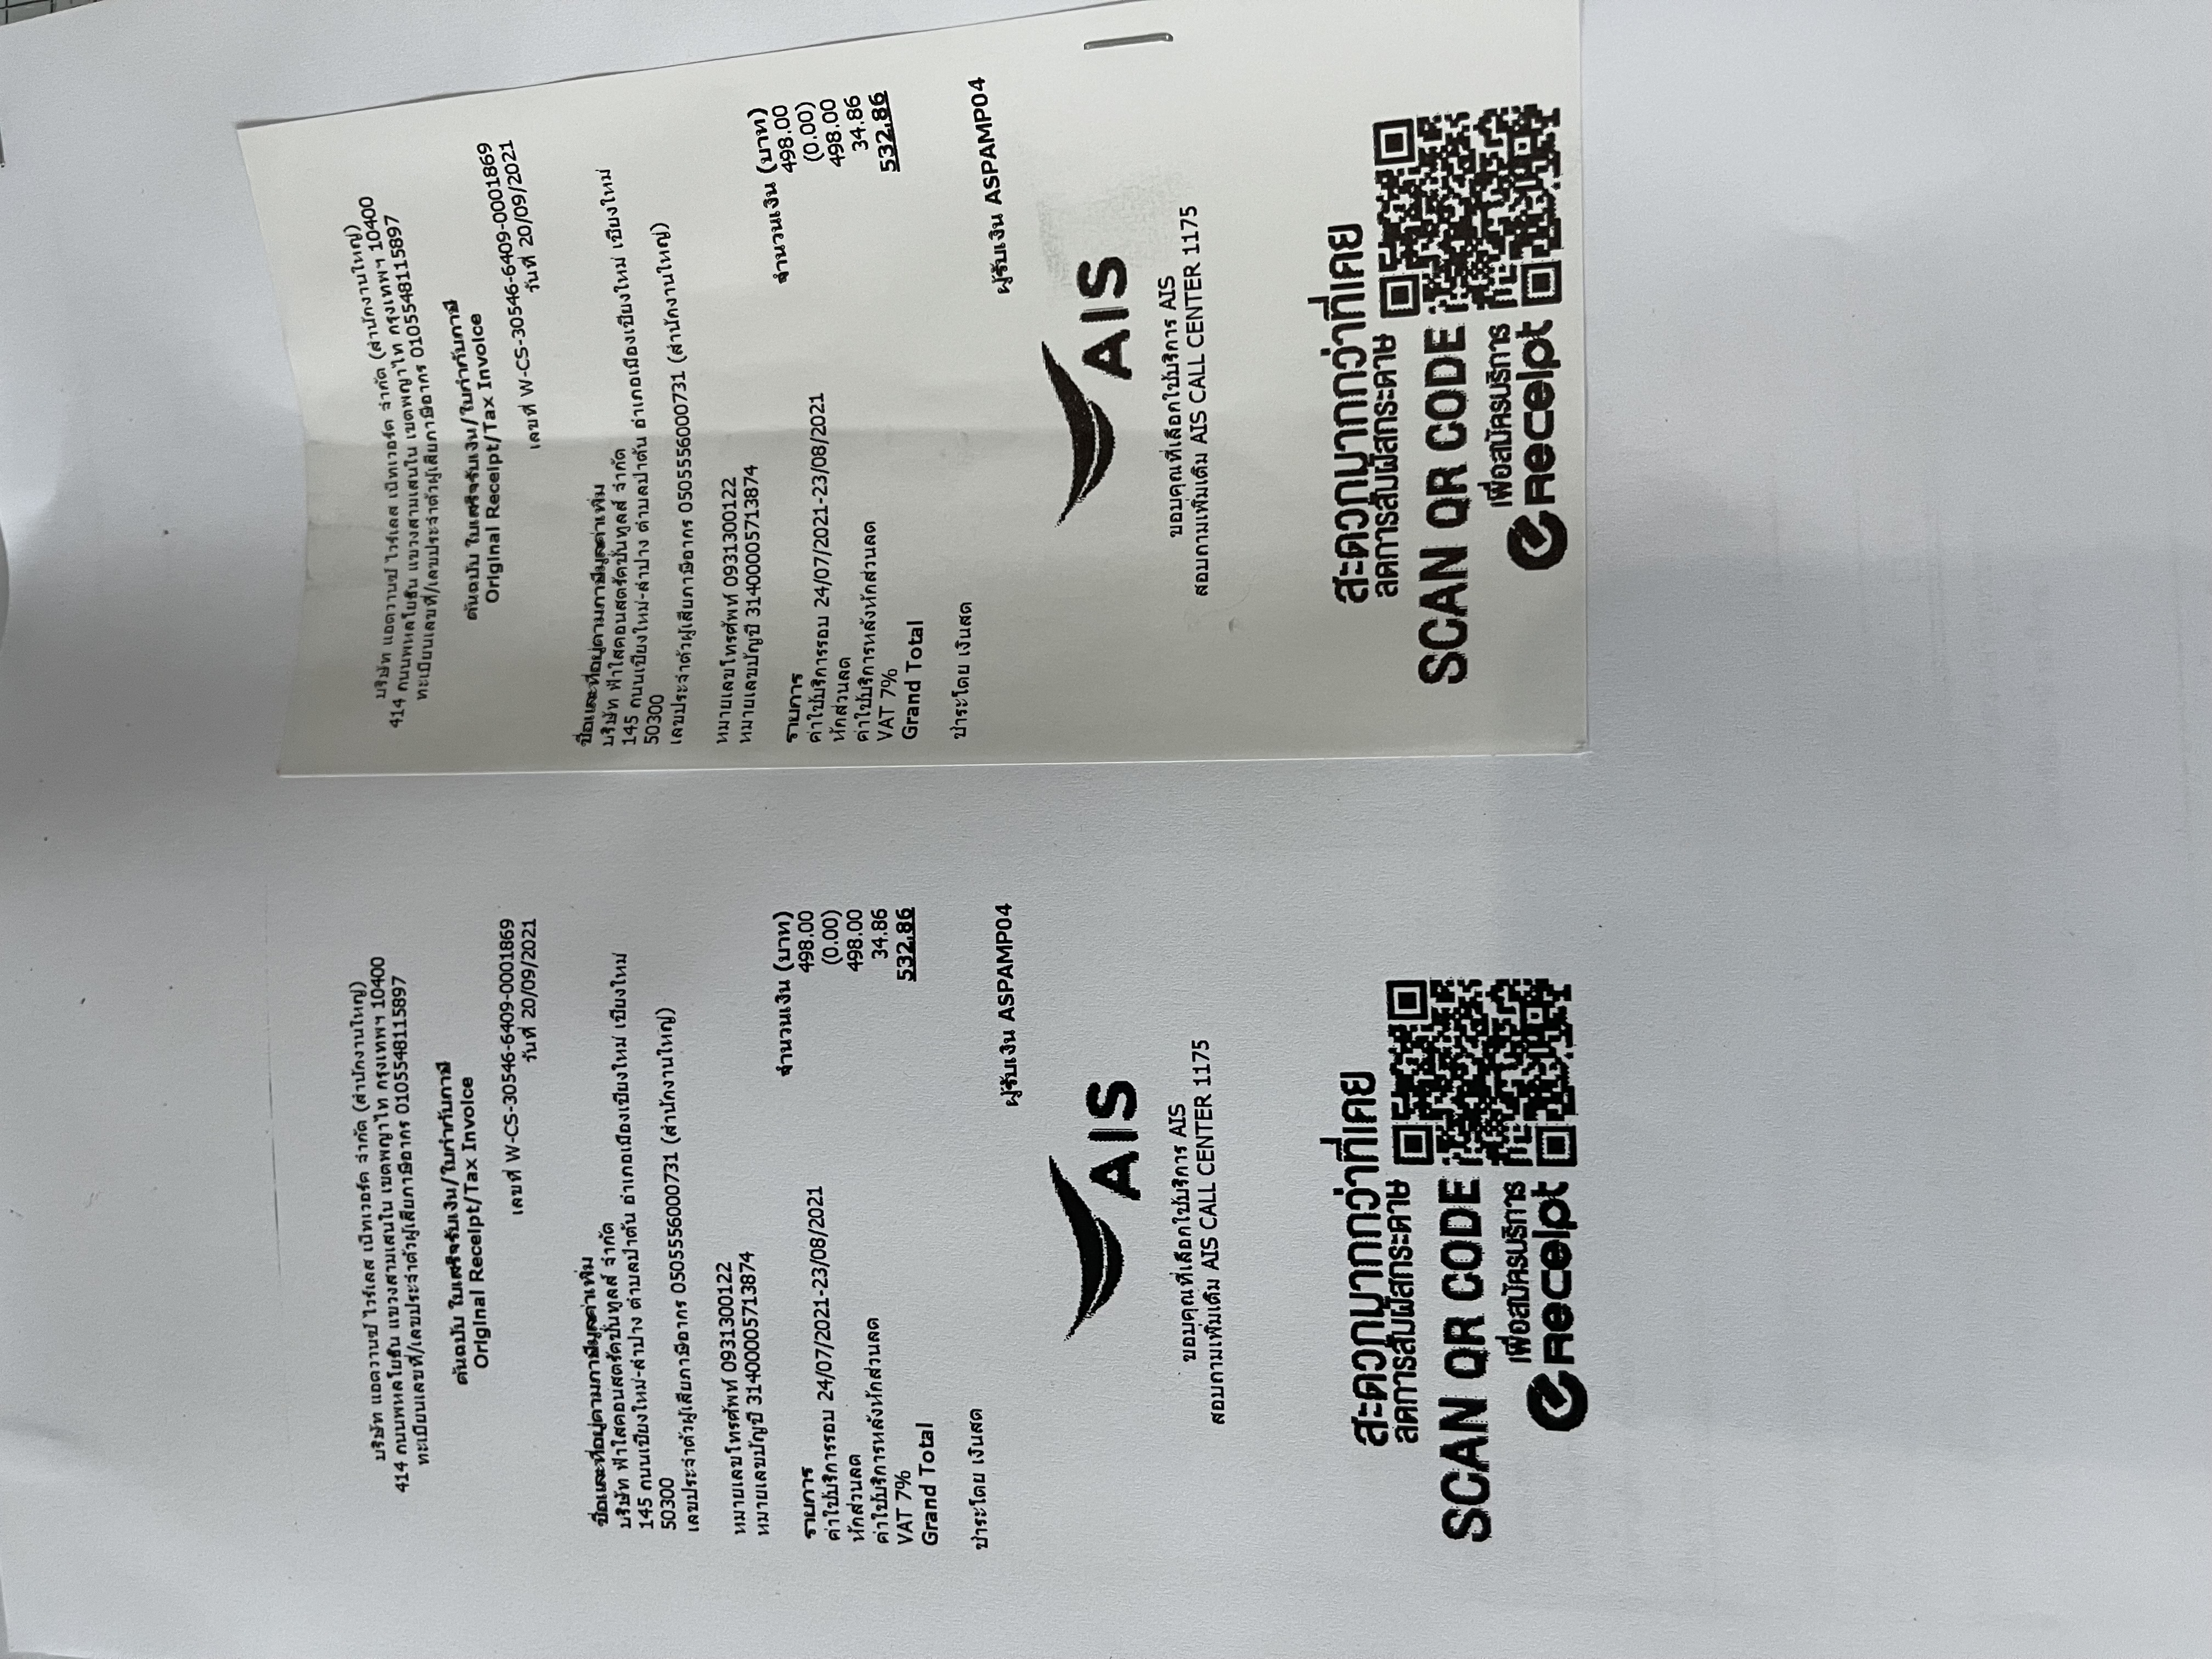 บริษัท แอดวานซ์ ไวร์เลส เน็ทเวอร์ค จำกัด (สำนักงานใหญ่)
414 ถนนพหลโยธิน แขวงสามเสนใน เขตพญาไท กรุงเทพฯ 10400
ทะเบียนเลขที่/เลขประจำตัวผู้เสียภาษีอากร 0105548115897
ต้นฉบับ ใบเสร็จรับเงิน/ใบกำกับภาษี
Original Receipt/Tax Invoice
เลขที่ W-CS-30546-6409-0001869
วันที่ 20/09/2021
ชื่อและที่อยู่ตามภาษีมูลค่าเพิ่ม
บริษัท ฟ้าใสคอนสตรัคชั่นทูลส์ จำกัด
145 ถนนเชียงใหม่-ลำปาง ตำบลป่าตัน อำเภอเมืองเชียงใหม่ เชียงใหม่
50300
เลขประจำตัวผู้เสียภาษีอากร 0505556000731 (สำนักงานใหญ่)
หมายเลขโทรศัพท์ 0931300122
หมายเลขบัญชี 31400005713874
รายการ จำนวนเงิน (บาท)
ค่าใช้บริการรอบ 24/07/2021-23/08/2021 498.00
หักส่วนลด (0.00)
ค่าใช้บริการหลังหักส่วนลด 498.00
VAT 7% 34.86
Grand Total 532.86
ชำระโดย เงินสด
ผู้รับเงิน ASPAMP04
AIS
ขอบคุณที่เลือกใช้บริการ AIS
สอบถามเพิ่มเติม AIS CALL CENTER 1175
สะดวกมากกว่าที่เคย
ลดการสัมผัสกระดาษ
SCAN QR CODE
เพื่อสมัครบริการ
eReceipt
บริษัท แอดวานซ์ ไวร์เลส เน็ทเวอร์ค จำกัด (สำนักงานใหญ่)
414 ถนนพหลโยธิน แขวงสามเสนใน เขตพญาไท กรุงเทพฯ 10400
ทะเบียนเลขที่/เลขประจำตัวผู้เสียภาษีอากร 0105548115897
ต้นฉบับ ใบเสร็จรับเงิน/ใบกำกับภาษี
Original Receipt/Tax Invoice
เลขที่ W-CS-30546-6409-0001869
วันที่ 20/09/2021
ชื่อและที่อยู่ตามภาษีมูลค่าเพิ่ม
บริษัท ฟ้าใสคอนสตรัคชั่นทูลส์ จำกัด
145 ถนนเชียงใหม่-ลำปาง ตำบลป่าตัน อำเภอเมืองเชียงใหม่ เชียงใหม่
50300
เลขประจำตัวผู้เสียภาษีอากร 0505556000731 (สำนักงานใหญ่)
หมายเลขโทรศัพท์ 0931300122
หมายเลขบัญชี 31400005713874
รายการ จำนวนเงิน (บาท)
ค่าใช้บริการรอบ 24/07/2021-23/08/2021 498.00
หักส่วนลด (0.00)
ค่าใช้บริการหลังหักส่วนลด 498.00
VAT 7% 34.86
Grand Total 532.86
ชำระโดย เงินสด
ผู้รับเงิน ASPAMP04
AIS
ขอบคุณที่เลือกใช้บริการ AIS
สอบถามเพิ่มเติม AIS CALL CENTER 1175
สะดวกมากกว่าที่เคย
ลดการสัมผัสกระดาษ
SCAN QR CODE
เพื่อสมัครบริการ
eReceipt